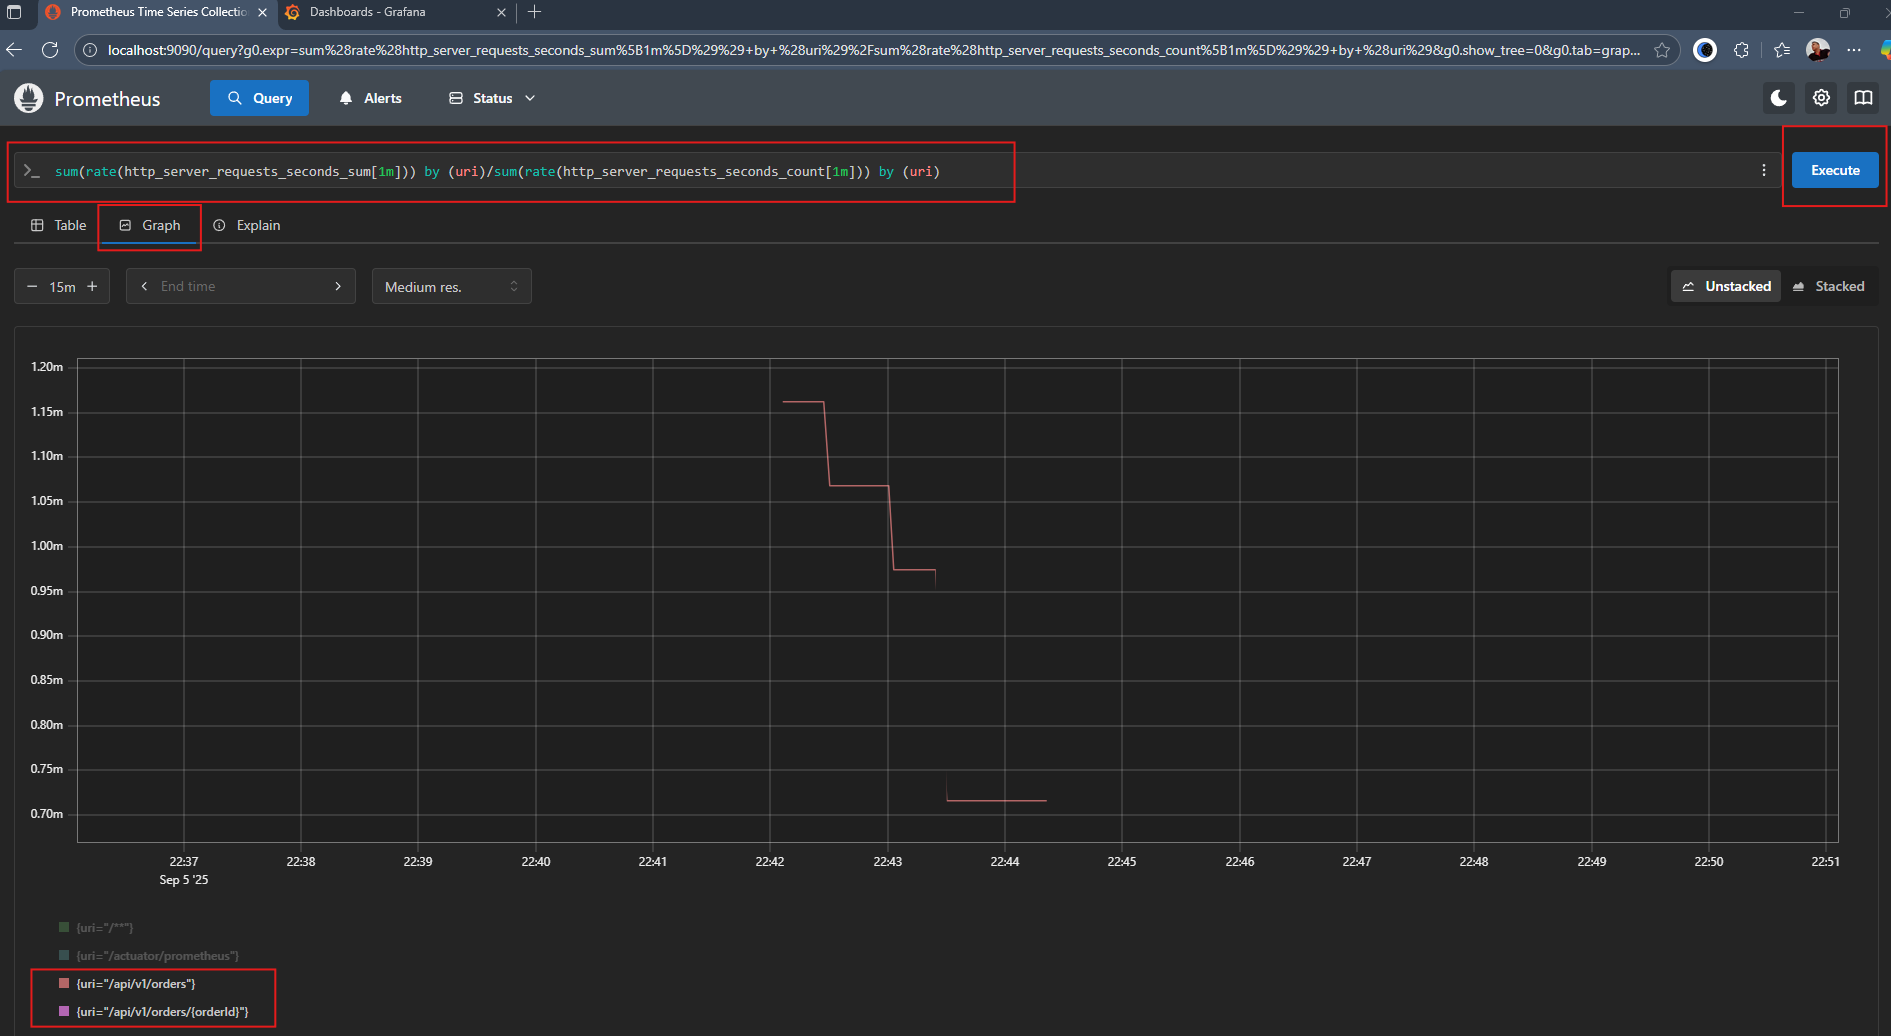 Prometheus Time Series Collectio
Dashboards - Grafana
localhost:9090/query?g0.expr=sum%28rate%28http_server_requests_seconds_sum%5B1m%5D%29%29+by+%28uri%29%2Fsum%28rate%28http_server_requests_seconds_count%5B1m%5D%29%29+by+%28uri%29&g0.show_tree=0&g0.tab=grap...
Prometheus
Query
Alerts
Status
>_ sum(rate(http_server_requests_seconds_sum[1m])) by (uri)/sum(rate(http_server_requests_seconds_count[1m])) by (uri)
Execute
Table
Graph
Explain
15m
End time
Medium res.
Unstacked
Stacked
1.20m
1.15m
1.10m
1.05m
1.00m
0.95m
0.90m
0.85m
0.80m
0.75m
0.70m
22:37 22:38 22:39 22:40 22:41 22:42 22:43 22:44 22:45 22:46 22:47 22:48 22:49 22:50 22:51
Sep 5 '25
{uri="/**"}
{uri="/actuator/prometheus"}
{uri="/api/v1/orders"}
{uri="/api/v1/orders/{orderId}"}